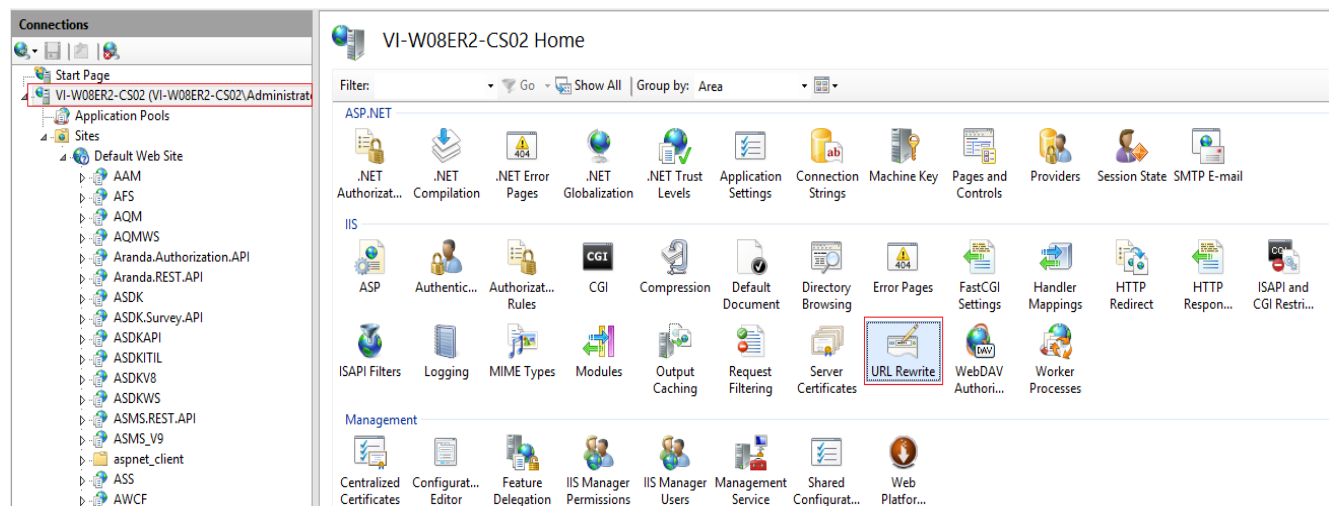 Connections
Start Page
VI-W08ER2-CS02 (VI-W08ER2-CS02\Administrato
Application Pools
Sites
Default Web Site
AAM
AFS
AQM
AQMWS
Aranda.Authorization.API
Aranda.REST.API
ASDK
ASDK.Survey.API
ASDKAPI
ASDKITIL
ASDKV8
ASDKWS
ASMS.REST.API
ASMS_V9
aspnet_client
ASS
AWCF
VI-W08ER2-CS02 Home
Filter: Go Show All Group by: Area
ASP.NET
.NET .NET .NET Error .NET .NET Trust Application Connection Machine Key Pages and Providers Session State SMTP E-mail
Authorizat... Compilation Pages Globalization Levels Settings Strings Controls
IIS
ASP Authentic... Authorizat... CGI Compression Default Directory Error Pages FastCGI Handler HTTP HTTP ISAPI and
Rules Document Browsing Settings Mappings Redirect Respon... CGI Restri...
ISAPI Filters Logging MIME Types Modules Output Request Server URL Rewrite WebDAV Worker
Caching Filtering Certificates Authori... Processes
Management
Centralized Configurat... Feature IIS Manager IIS Manager Management Shared Web
Certificates Editor Delegation Permissions Users Service Configurat... Platfor...